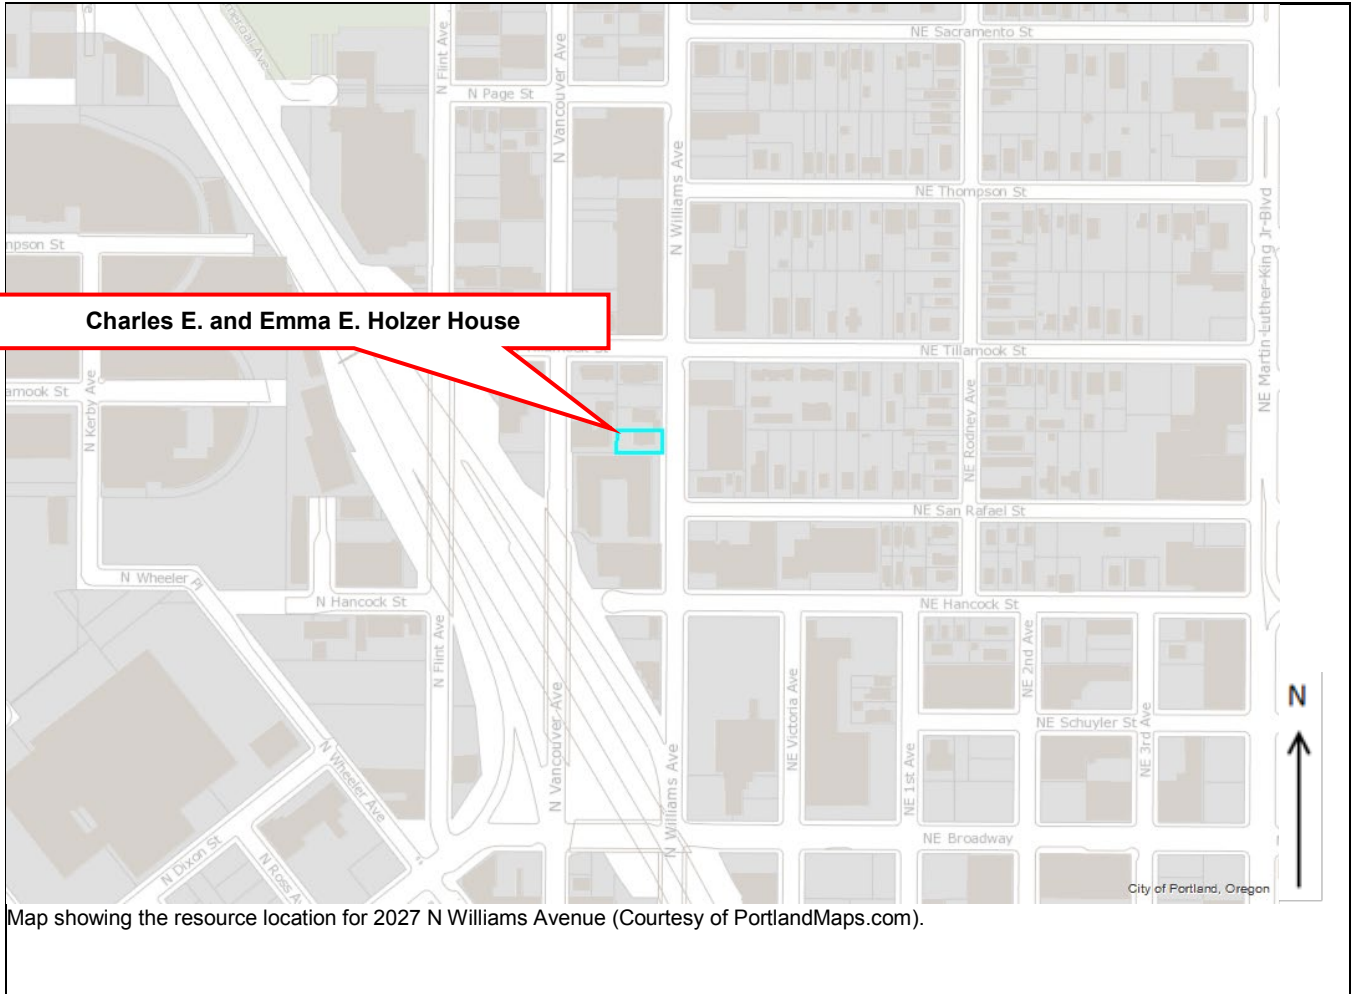 NE Sacramento St
N Flint Ave
N Vancouver Ave
N Page St
N Williams Ave
NE Thompson St
NE Martin Luther King Jr Blvd
mpson St
Charles E. and Emma E. Holzer House
NE Tillamook St
amook St
N Kerby Ave
NE Rodney Ave
NE San Rafael St
N Wheeler Pl
N Hancock St
NE Hancock St
N Flint Ave
NE 2nd Ave
N Vancouver Ave
NE Victoria Ave
N
NE Schuyler St
NE 3rd Ave
N Wheeler Ave
N Williams Ave
NE 1st Ave
NE Broadway
N Dixon St
N Ross Av
City of Portland, Oregon
Map showing the resource location for 2027 N Williams Avenue (Courtesy of PortlandMaps.com).